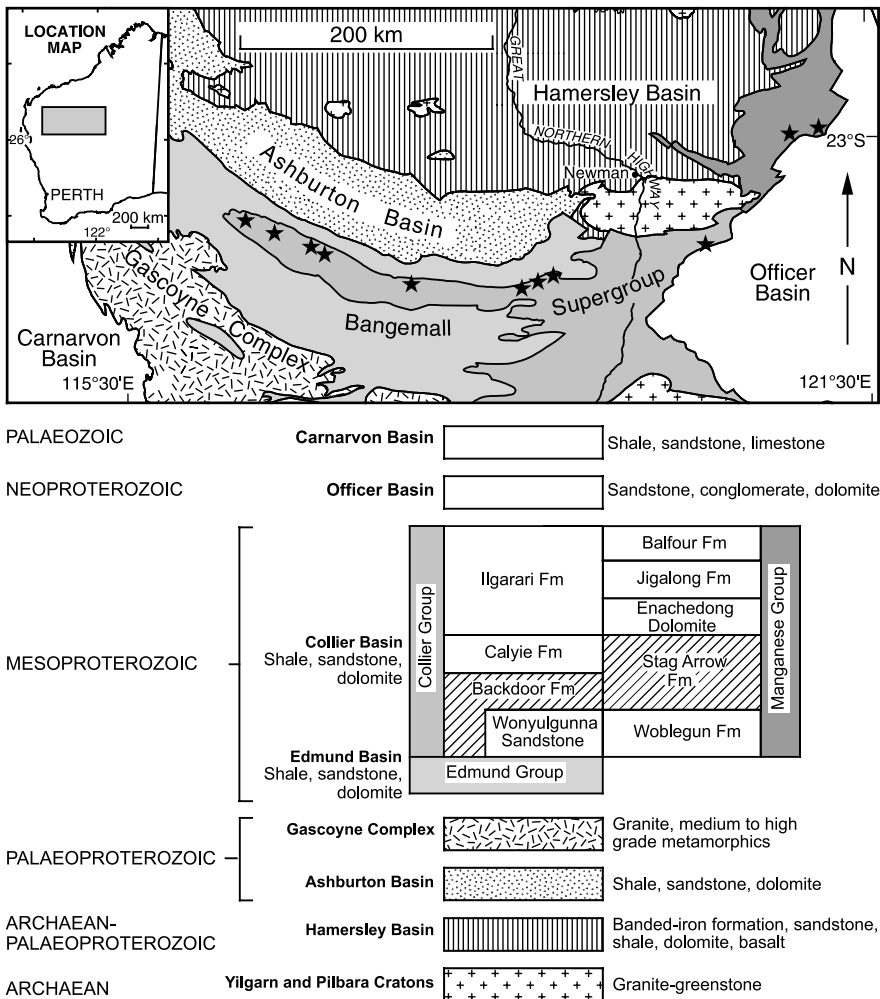 LOCATION
MAP
26°
PERTH
200 km
122°
200 km
GREAT
NORTHERN
HIGHWAY
Hamersley Basin
Newman
23°S
Ashburton Basin
Gascoyne Complex
Bangemall
Supergroup
Officer
Basin
N
Carnarvon
Basin
115°30'E
121°30'E
PALAEOZOIC
Carnarvon Basin
Shale, sandstone, limestone
NEOPROTEROZOIC
Officer Basin
Sandstone, conglomerate, dolomite
MESOPROTEROZOIC
Collier Basin
Shale, sandstone,
dolomite
Edmund Basin
Shale, sandstone,
dolomite
Collier Group
Ilgarari Fm
Calyie Fm
Backdoor Fm
Wonyulgunna
Sandstone
Edmund Group
Balfour Fm
Jigalong Fm
Enachedong
Dolomite
Stag Arrow
Fm
Woblegun Fm
Manganese Group
PALAEOPROTEROZOIC
Gascoyne Complex
Granite, medium to high
grade metamorphics
Ashburton Basin
Shale, sandstone, dolomite
ARCHAEAN-
PALAEOPROTEROZOIC
Hamersley Basin
Banded-iron formation, sandstone,
shale, dolomite, basalt
ARCHAEAN
Yilgarn and Pilbara Cratons
Granite-greenstone